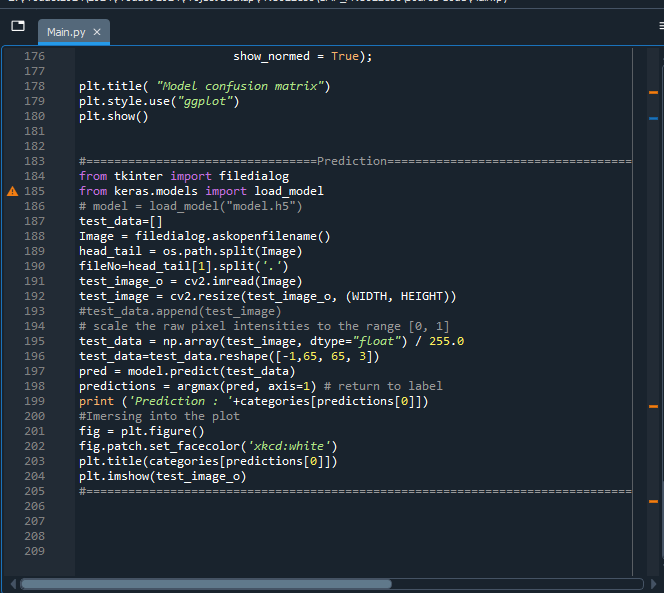 Main.py ×
176 show_normed = True);
177
178 plt.title( "Model confusion matrix")
179 plt.style.use("ggplot")
180 plt.show()
181
182
183 #=================================Prediction===================================
184 from tkinter import filedialog
185 from keras.models import load_model
186 # model = load_model("model.h5")
187 test_data=[]
188 Image = filedialog.askopenfilename()
189 head_tail = os.path.split(Image)
190 fileNo=head_tail[1].split('.')
191 test_image_o = cv2.imread(Image)
192 test_image = cv2.resize(test_image_o, (WIDTH, HEIGHT))
193 #test_data.append(test_image)
194 # scale the raw pixel intensities to the range [0, 1]
195 test_data = np.array(test_image, dtype="float") / 255.0
196 test_data=test_data.reshape([-1,65, 65, 3])
197 pred = model.predict(test_data)
198 predictions = argmax(pred, axis=1) # return to label
199 print ('Prediction : '+categories[predictions[0]])
200 #Imersing into the plot
201 fig = plt.figure()
202 fig.patch.set_facecolor('xkcd:white')
203 plt.title(categories[predictions[0]])
204 plt.imshow(test_image_o)
205 #==============================================================================
206
207
208
209